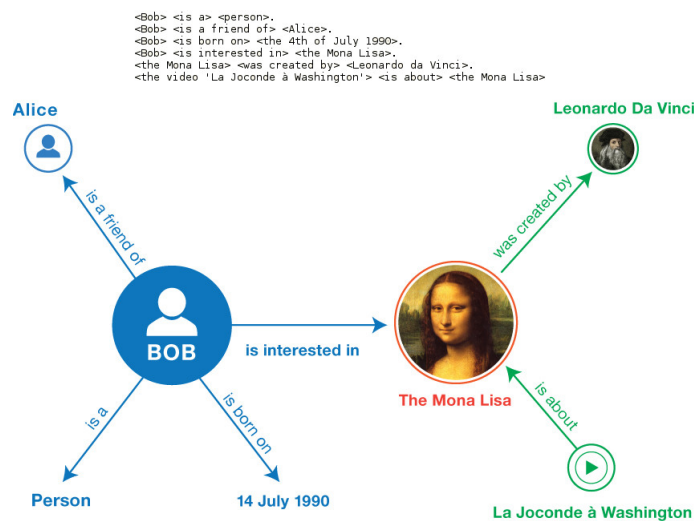 <Bob> <is a> <person>.
<Bob> <is a friend of> <Alice>.
<Bob> <is born on> <the 4th of July 1990>.
<Bob> <is interested in> <the Mona Lisa>.
<the Mona Lisa> <was created by> <Leonardo da Vinci>.
<the video 'La Joconde à Washington'> <is about> <the Mona Lisa>
Alice
Leonardo Da Vinci
is a friend of
was created by
BOB
is interested in
The Mona Lisa
is a
is born on
is about
Person
14 July 1990
La Joconde à Washington